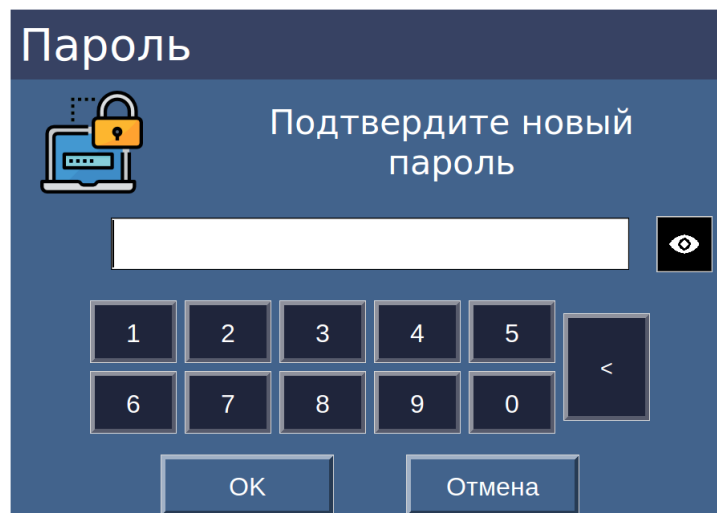 Пароль
Подтвердите новый
пароль
1 2 3 4 5
<
6 7 8 9 0
OK Отмена